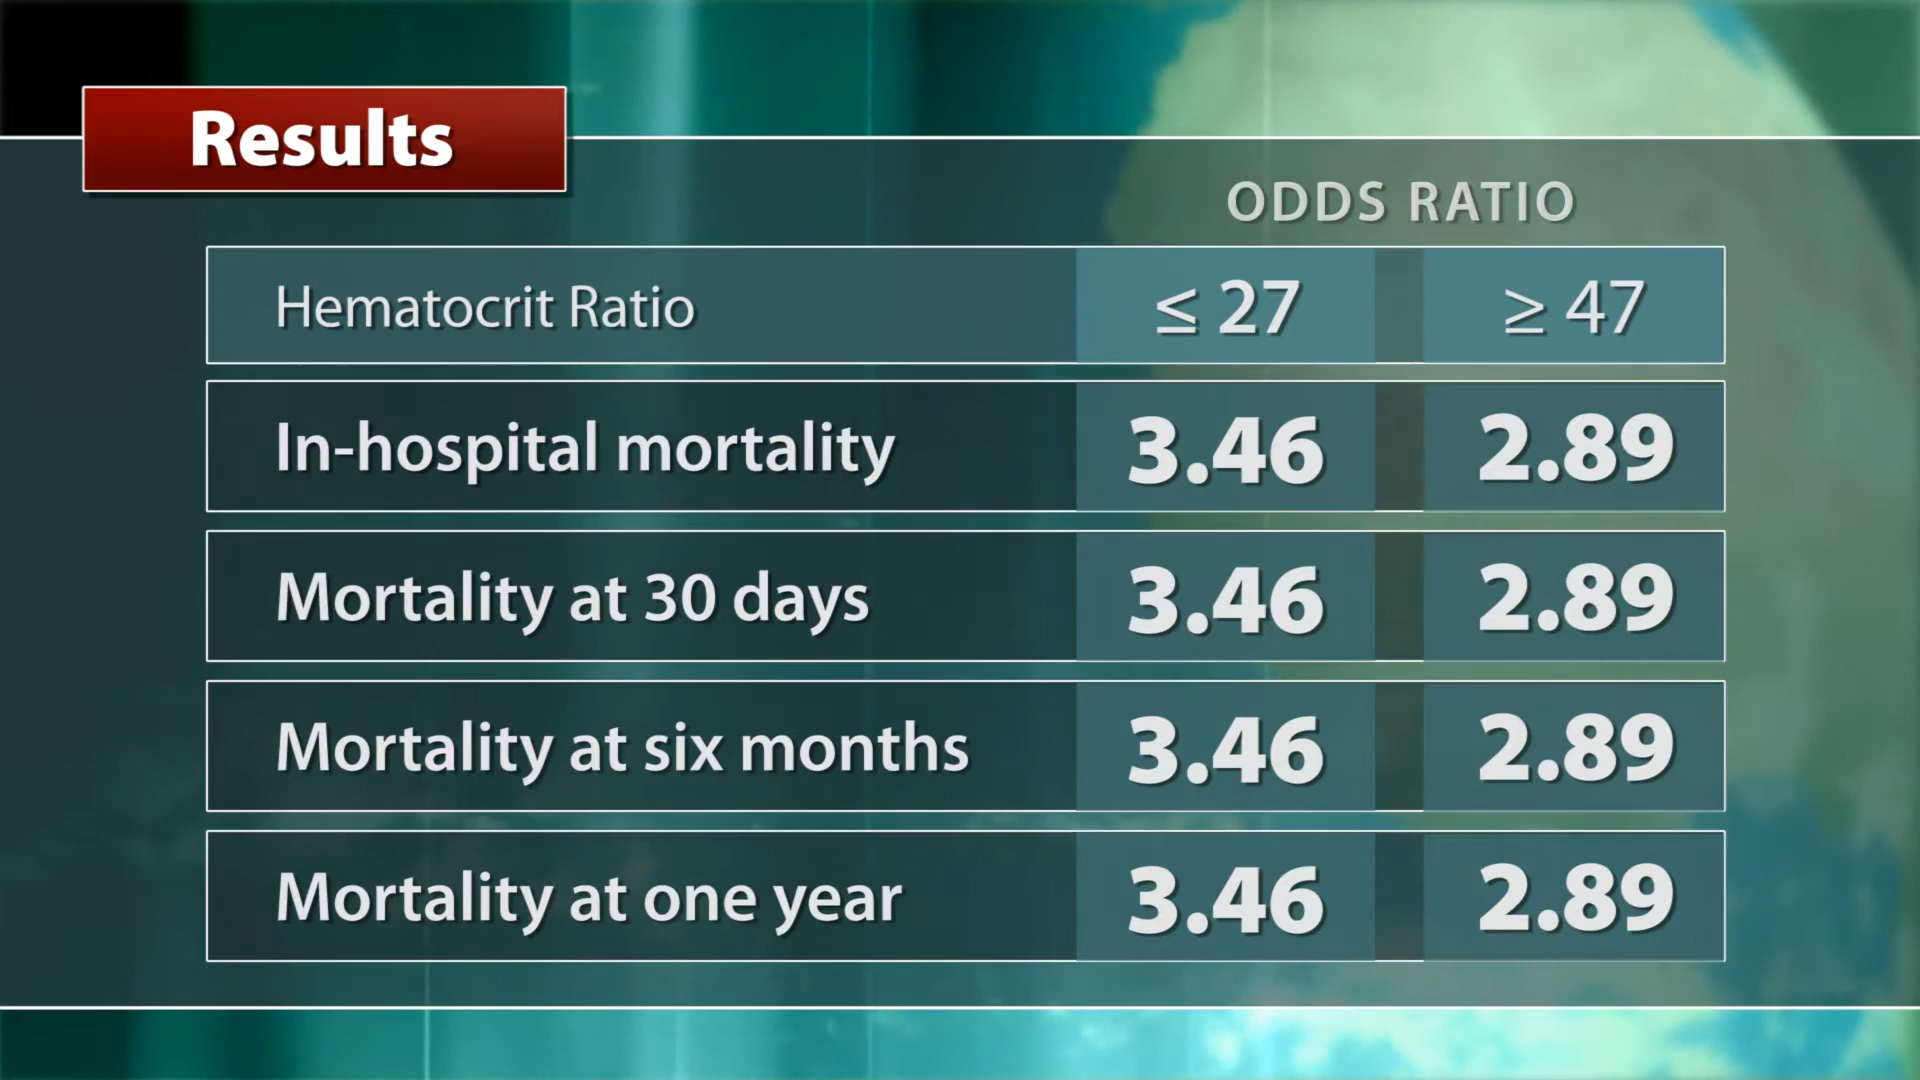 Results
ODDS RATIO
Hematocrit Ratio ≤ 27 ≥ 47
In-hospital mortality 3.46 2.89
Mortality at 30 days 3.46 2.89
Mortality at six months 3.46 2.89
Mortality at one year 3.46 2.89